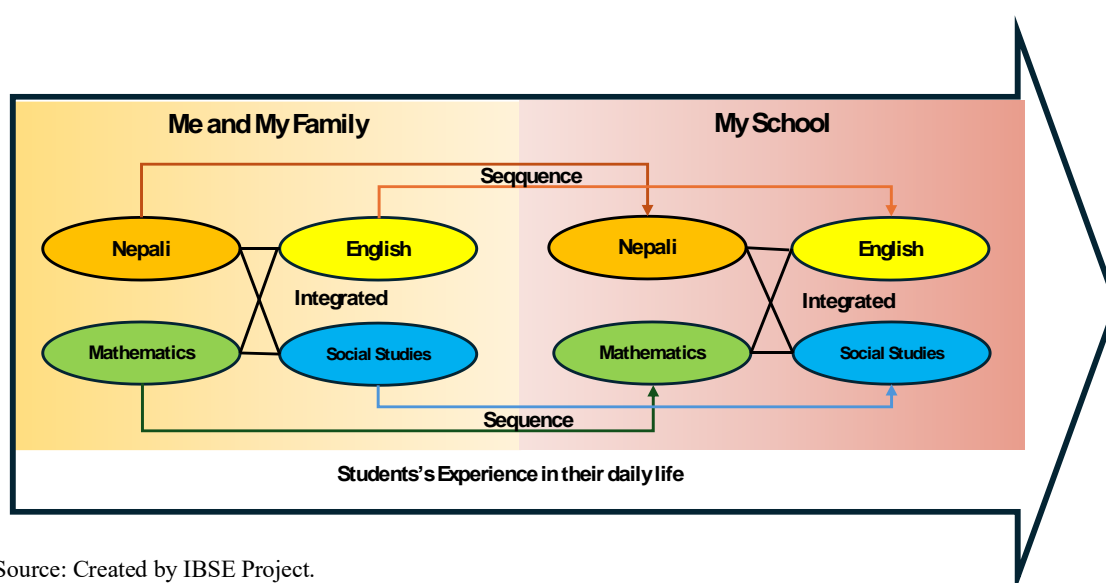 Me and My Family
My School
Seqquence
Nepali
English
Nepali
English
Integrated
Integrated
Mathematics
Social Studies
Mathematics
Social Studies
Sequence
Students's Experience in their daily life
Source: Created by IBSE Project.